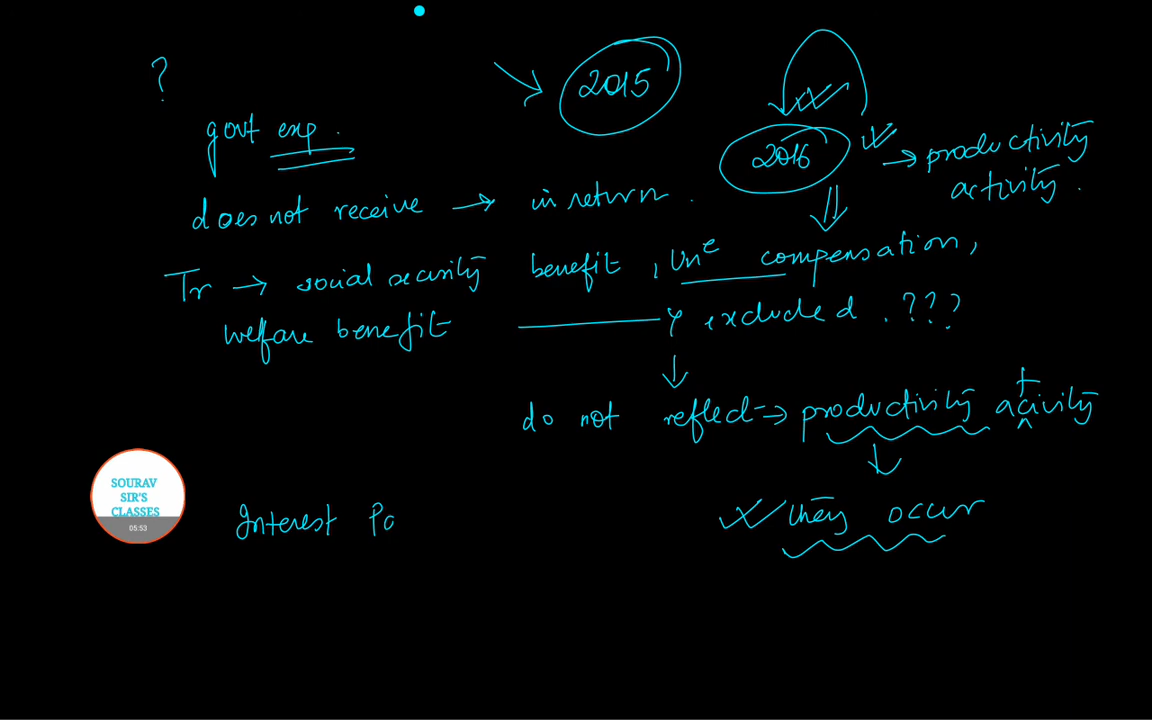 ?
2015
govt exp.
2016 → productivity
activity.
does not receive → in return.
Tr → social security benefit, Unᵉ compensation,
welfare benefit excluded. ???
do not reflect ⇒ productivity activity
they occur
Interest Pa
SOURAV
SIR'S
CLASSES
05:53